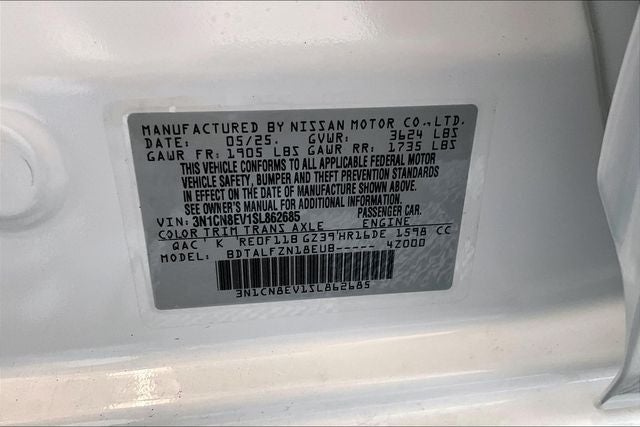 MANUFACTURED BY NISSAN MOTOR CO., LTD.
DATE: 05/25. GVWR: 3624 LBS
GAWR FR: 1905 LBS GAWR RR: 1735 LBS
THIS VEHICLE CONFORMS TO ALL APPLICABLE FEDERAL MOTOR
VEHICLE SAFETY, BUMPER AND THEFT PREVENTION STANDARDS
IN EFFECT ON THE DATE OF MANUFACTURE SHOWN ABOVE.
SEE OWNER'S MANUAL FOR ADDITIONAL INFORMATION.
VIN: 3N1CN8EV1SL862685 PASSENGER CAR.
COLOR TRIM TRANS AXLE ENGINE
QAC K RE0F11B GZ39 HR16DE 1598 CC
MODEL: BDTALFZN18EUB----- 4Z000
3N1CN8EV1SL862685